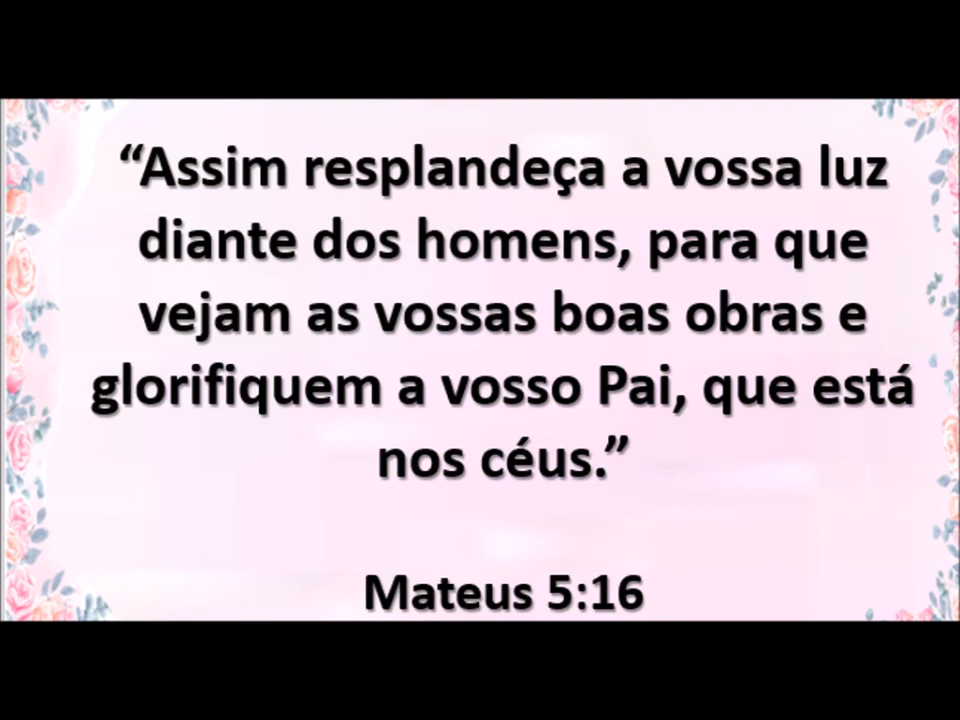 “Assim resplandeça a vossa luz
diante dos homens, para que
vejam as vossas boas obras e
glorifiquem a vosso Pai, que está
nos céus.”
Mateus 5:16